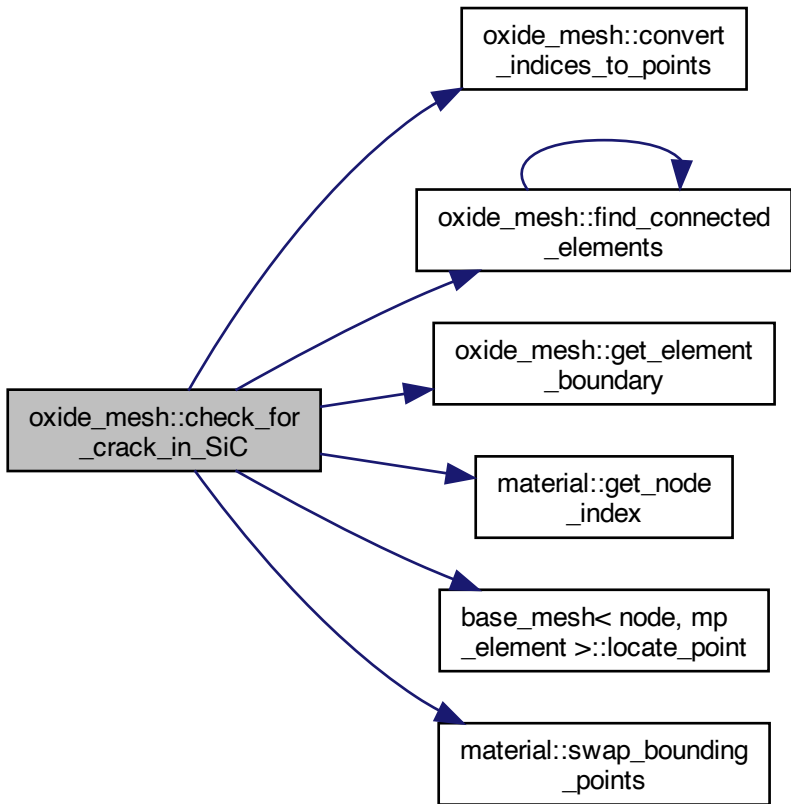 oxide_mesh::convert
_indices_to_points
oxide_mesh::find_connected
_elements
oxide_mesh::get_element
_boundary
oxide_mesh::check_for
_crack_in_SiC
material::get_node
_index
base_mesh< node, mp
_element >::locate_point
material::swap_bounding
_points